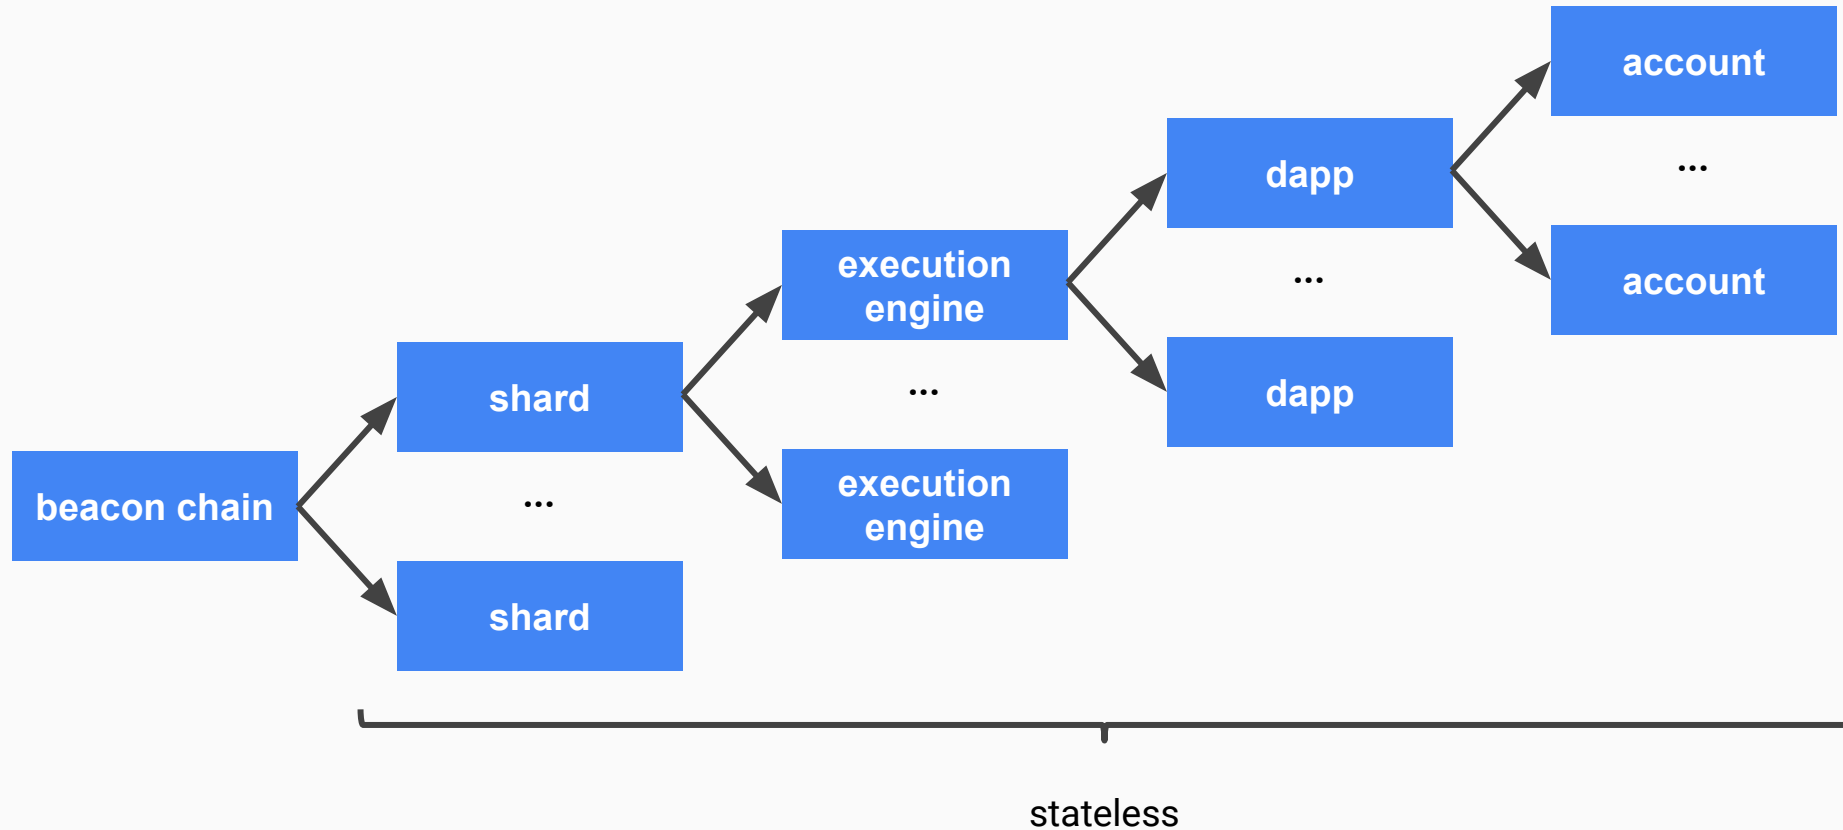 beacon chain
shard
...
shard
execution
engine
...
execution
engine
dapp
...
dapp
account
...
account
stateless